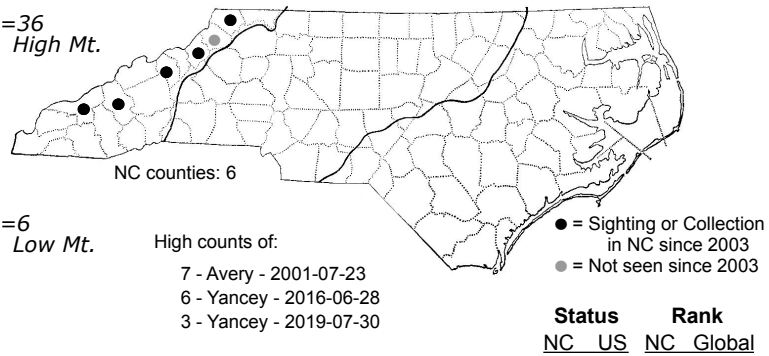 =36
High Mt.
NC counties: 6
=6
Low Mt.
High counts of:
7 - Avery - 2001-07-23
6 - Yancey - 2016-06-28
3 - Yancey - 2019-07-30
= Sighting or Collection
in NC since 2003
= Not seen since 2003
Status Rank
NC US NC Global